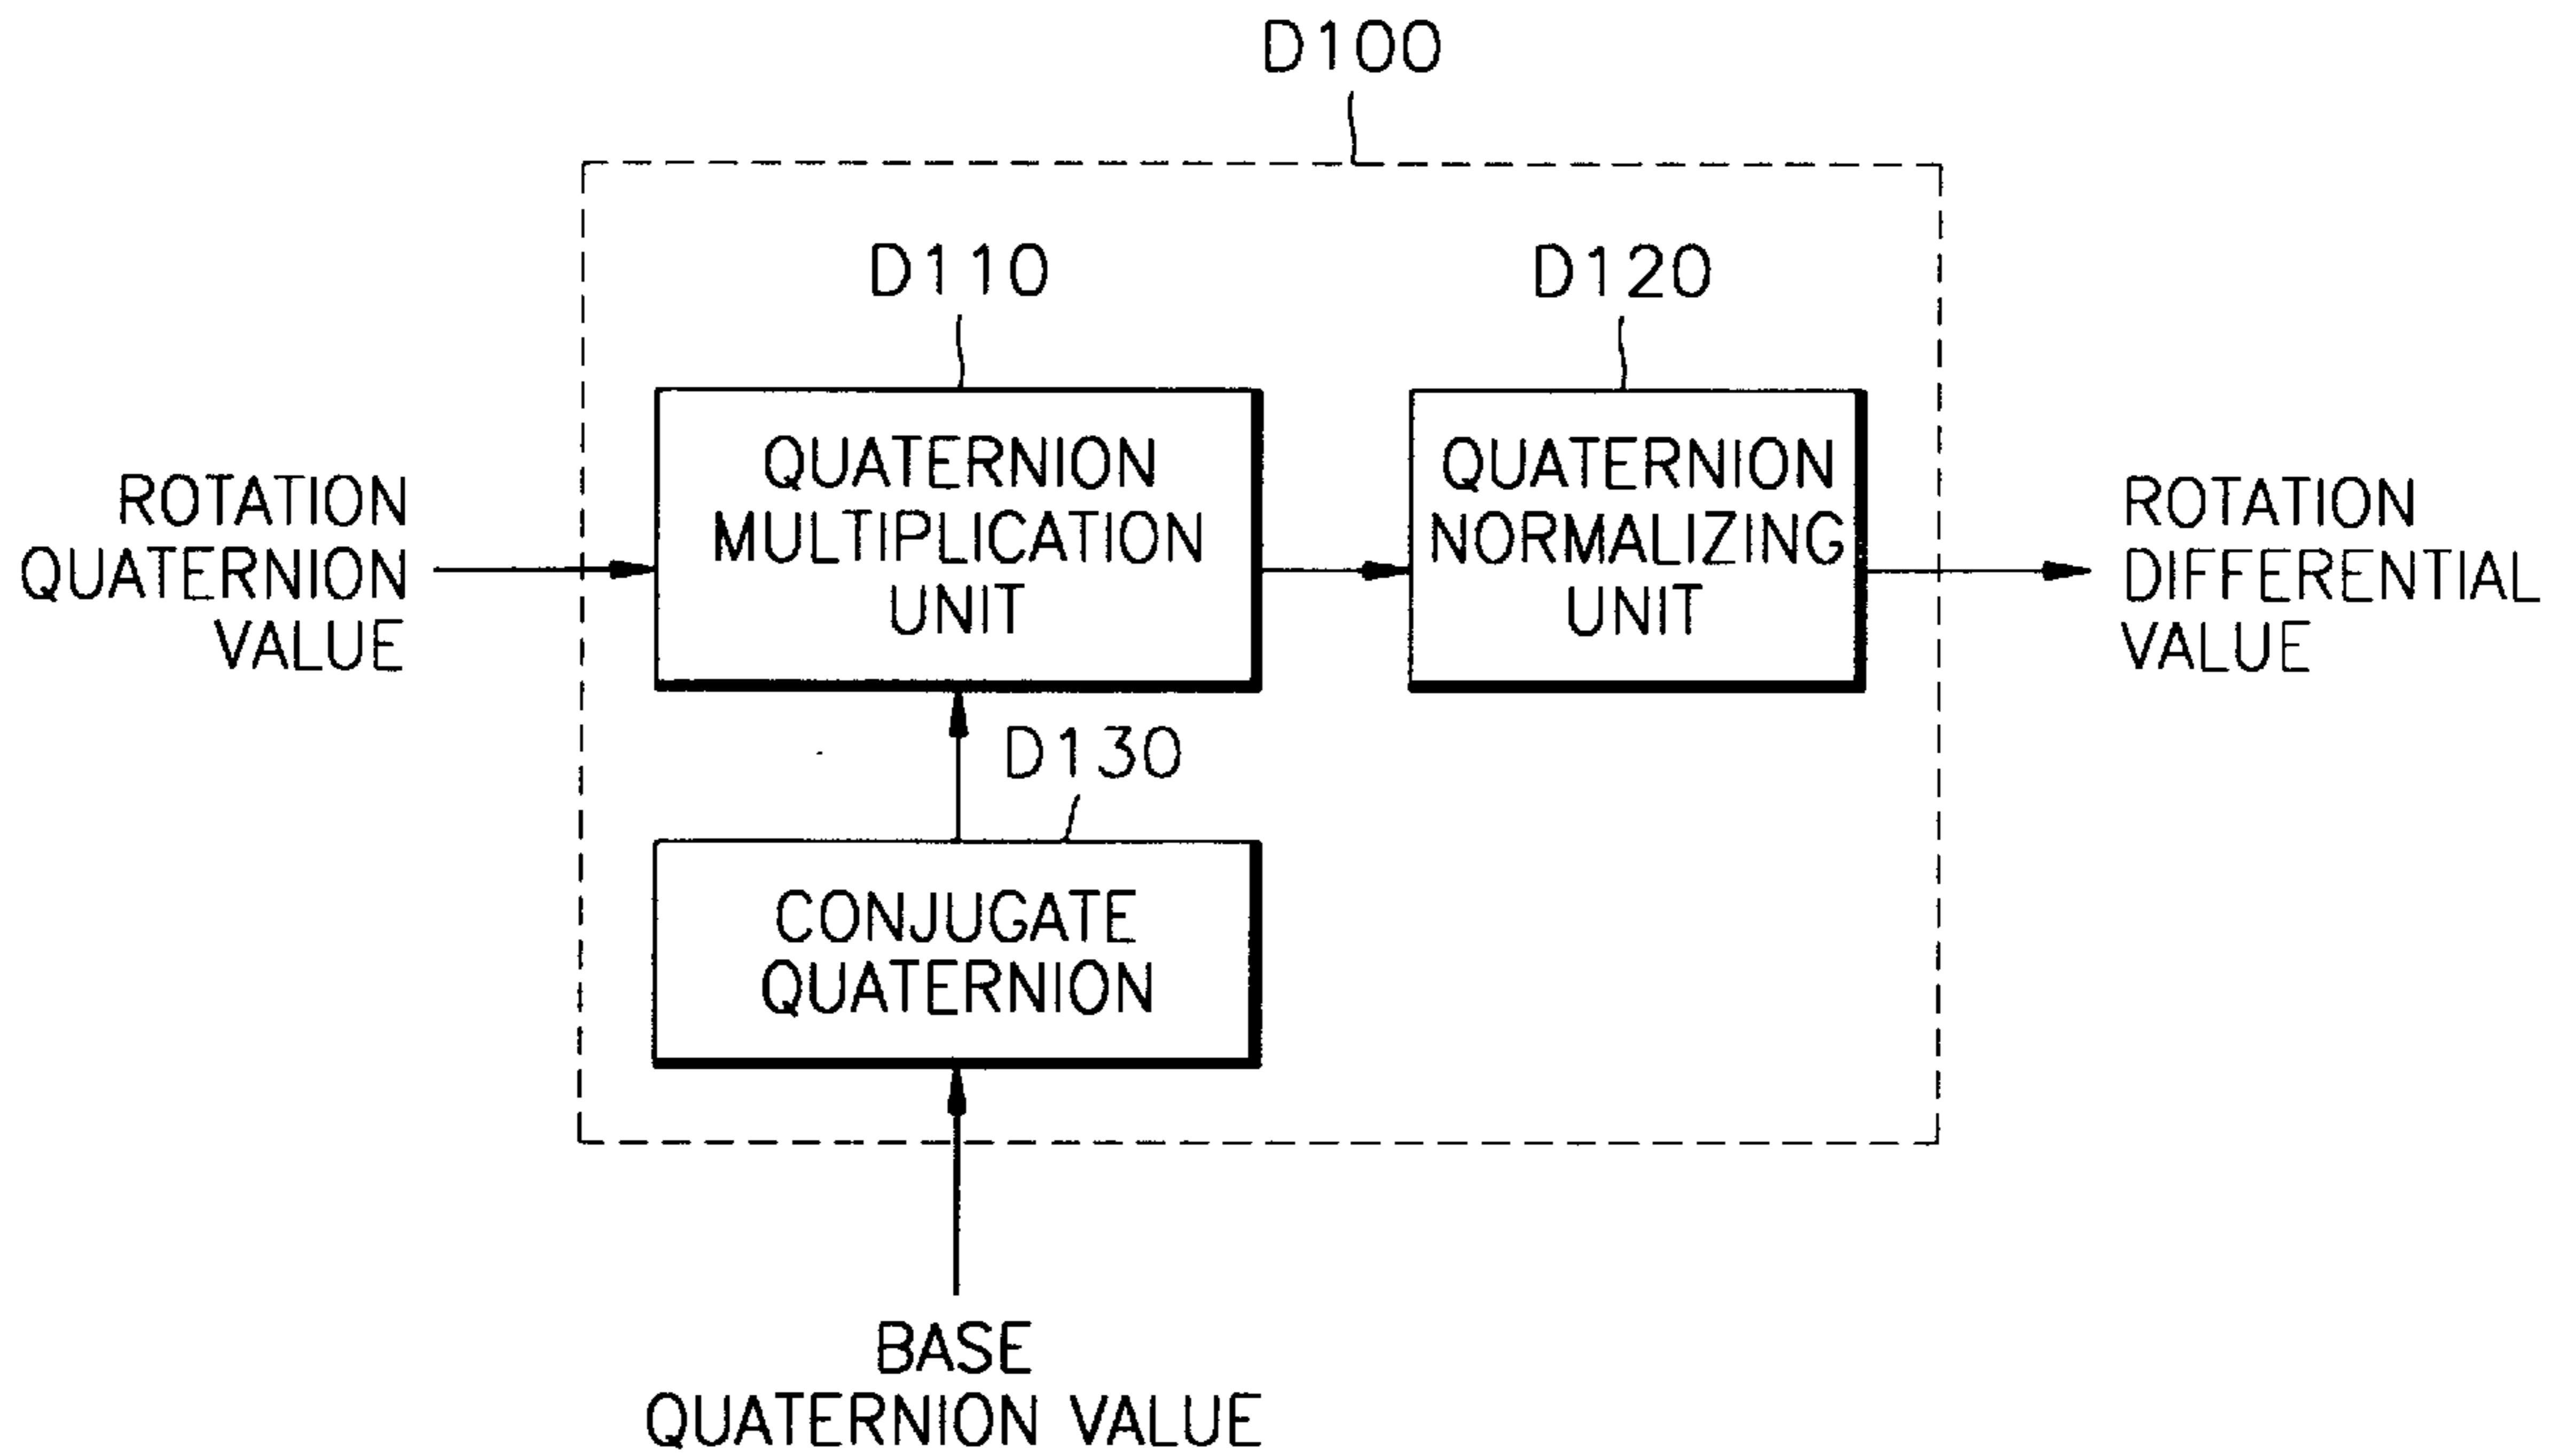 D100
D110
D120
ROTATION
QUATERNION
VALUE
QUATERNION
MULTIPLICATION
UNIT
QUATERNION
NORMALIZING
UNIT
ROTATION
DIFFERENTIAL
VALUE
D130
CONJUGATE
QUATERNION
BASE
QUATERNION VALUE